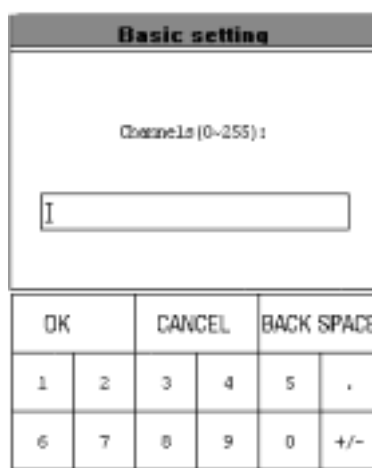 Basic setting
Channels(0~255):
OK CANCEL BACK SPACE
1 2 3 4 5 .
6 7 8 9 0 +/-